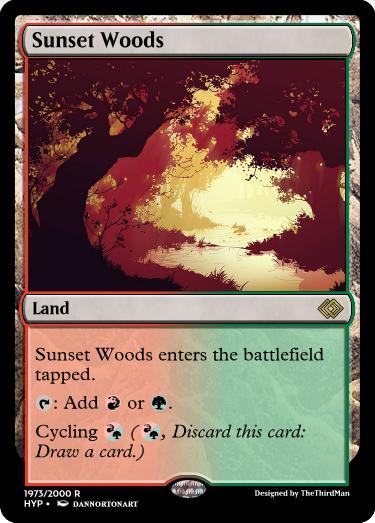 Sunset Woods
Land
Sunset Woods enters the battlefield
tapped.
: Add or .
Cycling ( , Discard this card:
Draw a card.)
1973/2000 R
HYP • DANNORTONART
Designed by TheThirdMan